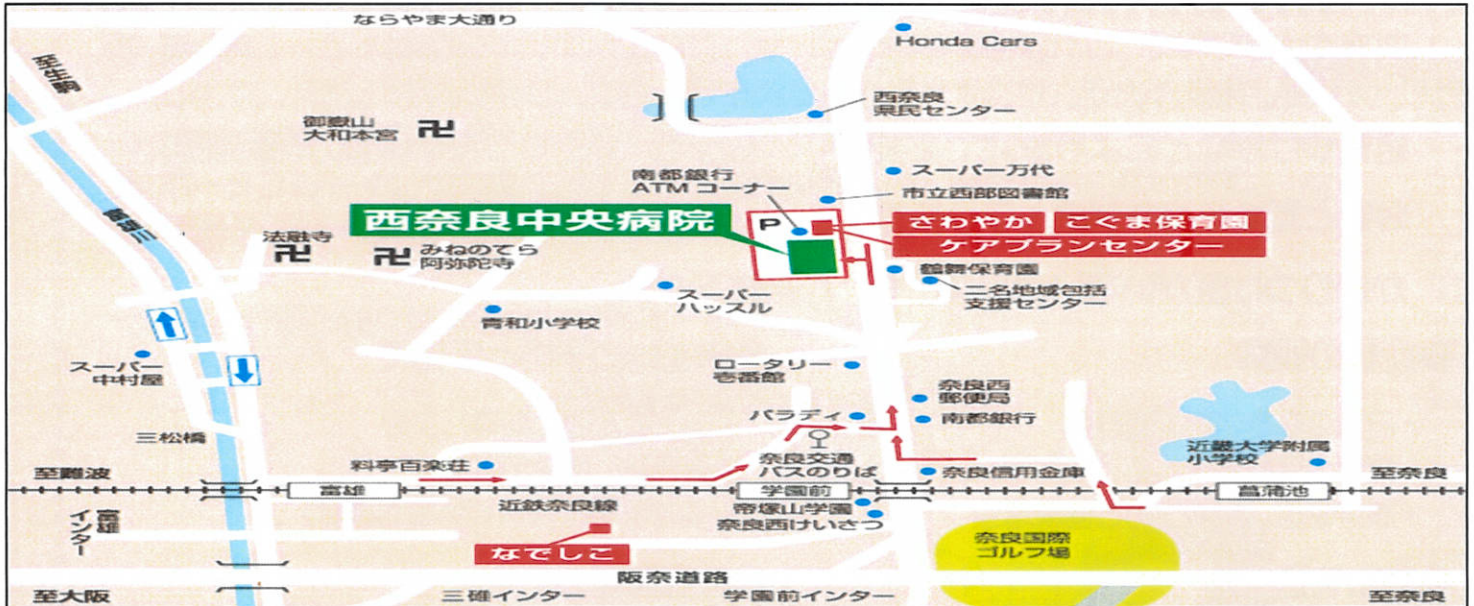 ならやま大通り
Honda Cars
至生駒
西奈良
県民センター
御嶽山
大和本宮
南都銀行
ATM コーナー
スーパー万代
市立西部図書館
西奈良中央病院
P
さわやか
こぐま保育園
ケアプランセンター
富雄川
法融寺
みねのてら
阿弥陀寺
鶴舞保育園
二名地域包括
支援センター
スーパー
ハッスル
青和小学校
スーパー
中村屋
ロータリー
壱番館
奈良西
郵便局
パラディ
南都銀行
三松橋
奈良交通
バスのりば
料亭百楽荘
奈良信用金庫
近畿大学附属
小学校
至難波
至奈良
富雄
学園前
菖蒲池
近鉄奈良線
帝塚山学園
奈良西けいさつ
富雄
インター
なでしこ
奈良国際
ゴルフ場
阪奈道路
至大阪
三碓インター
学園前インター
至奈良